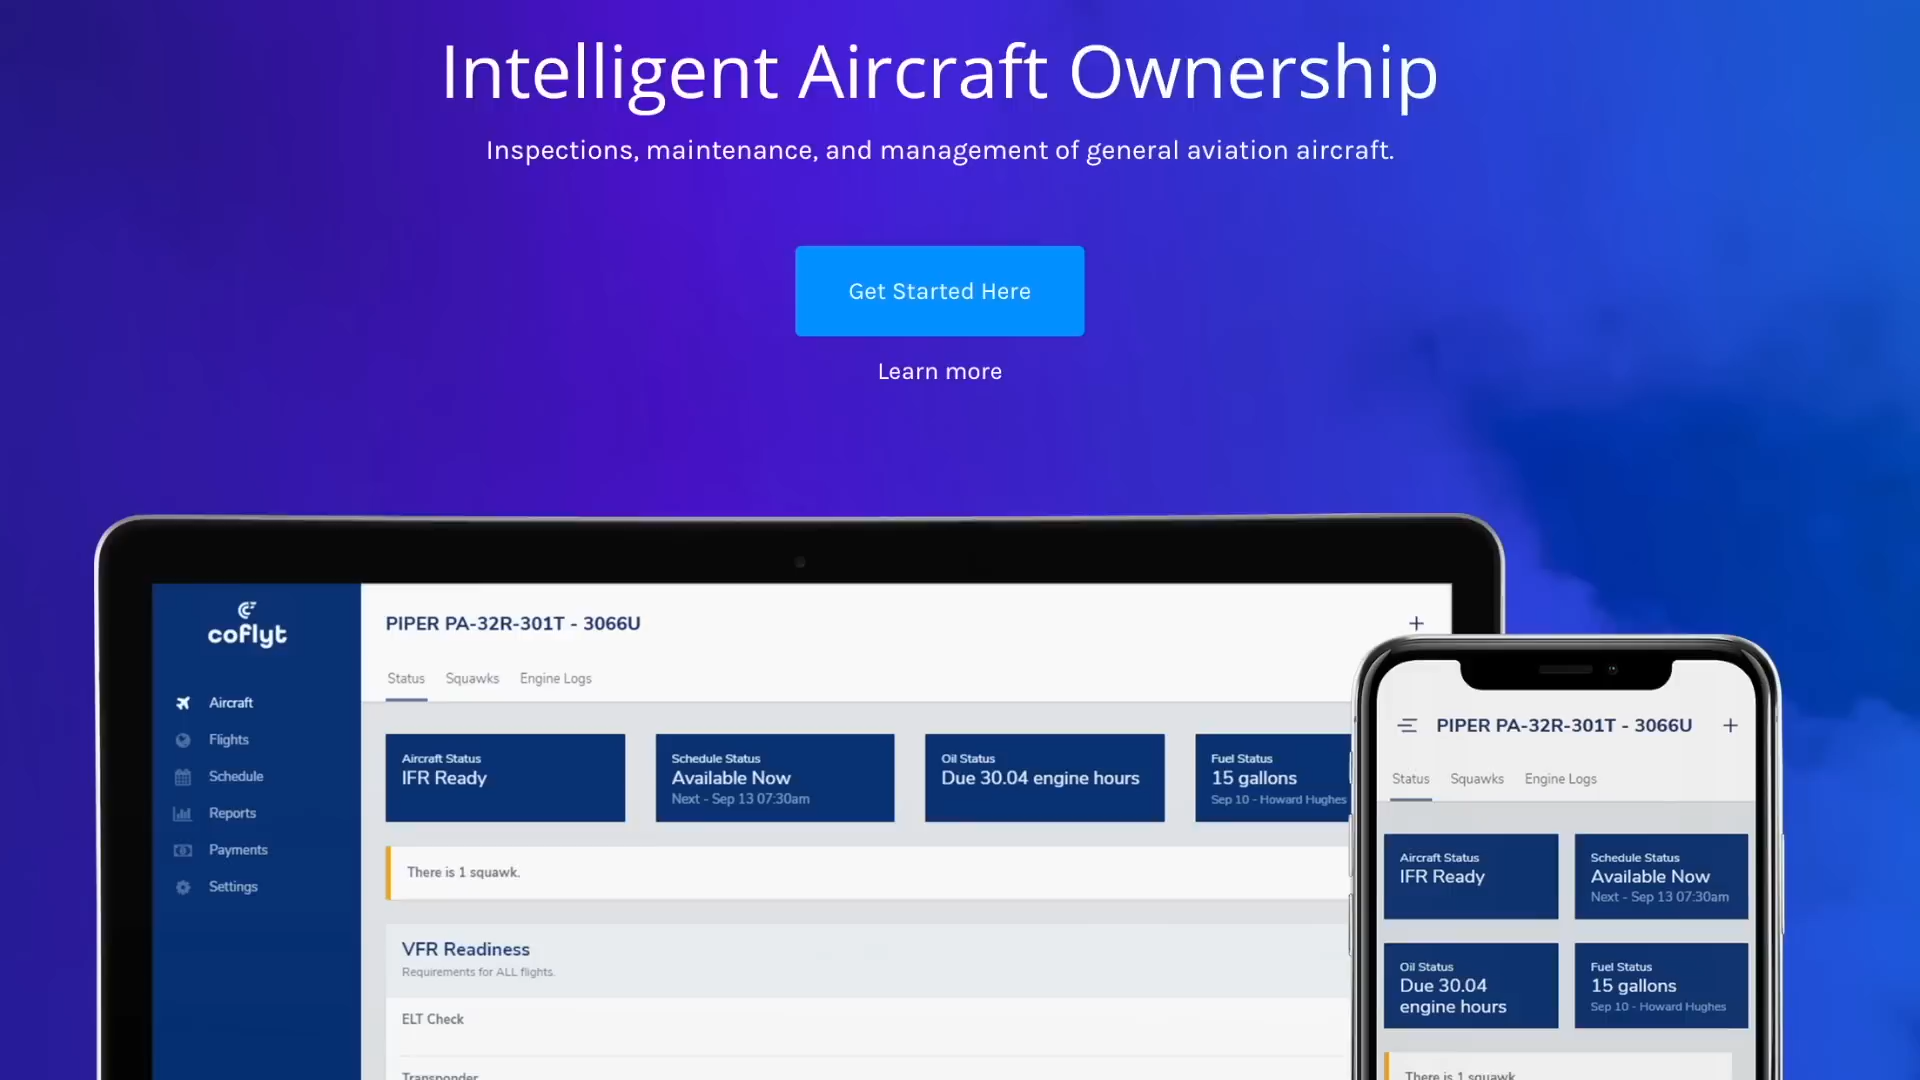 Intelligent Aircraft Ownership
Inspections, maintenance, and management of general aviation aircraft.
Get Started Here
Learn more
coflyt
Aircraft
Flights
Schedule
Reports
Payments
Settings
PIPER PA-32R-301T - 3066U +
Status Squawks Engine Logs
Aircraft Status
IFR Ready
Schedule Status
Available Now
Next - Sep 13 07:30am
Oil Status
Due 30.04 engine hours
Fuel Status
15 gallons
Sep 10 - Howard Hughes
There is 1 squawk.
VFR Readiness
Requirements for ALL flights.
ELT Check
Transponder
PIPER PA-32R-301T - 3066U +
Status Squawks Engine Logs
Aircraft Status
IFR Ready
Schedule Status
Available Now
Next - Sep 13 07:30am
Oil Status
Due 30.04
engine hours
Fuel Status
15 gallons
Sep 10 - Howard Hughes
There is 1 squawk.